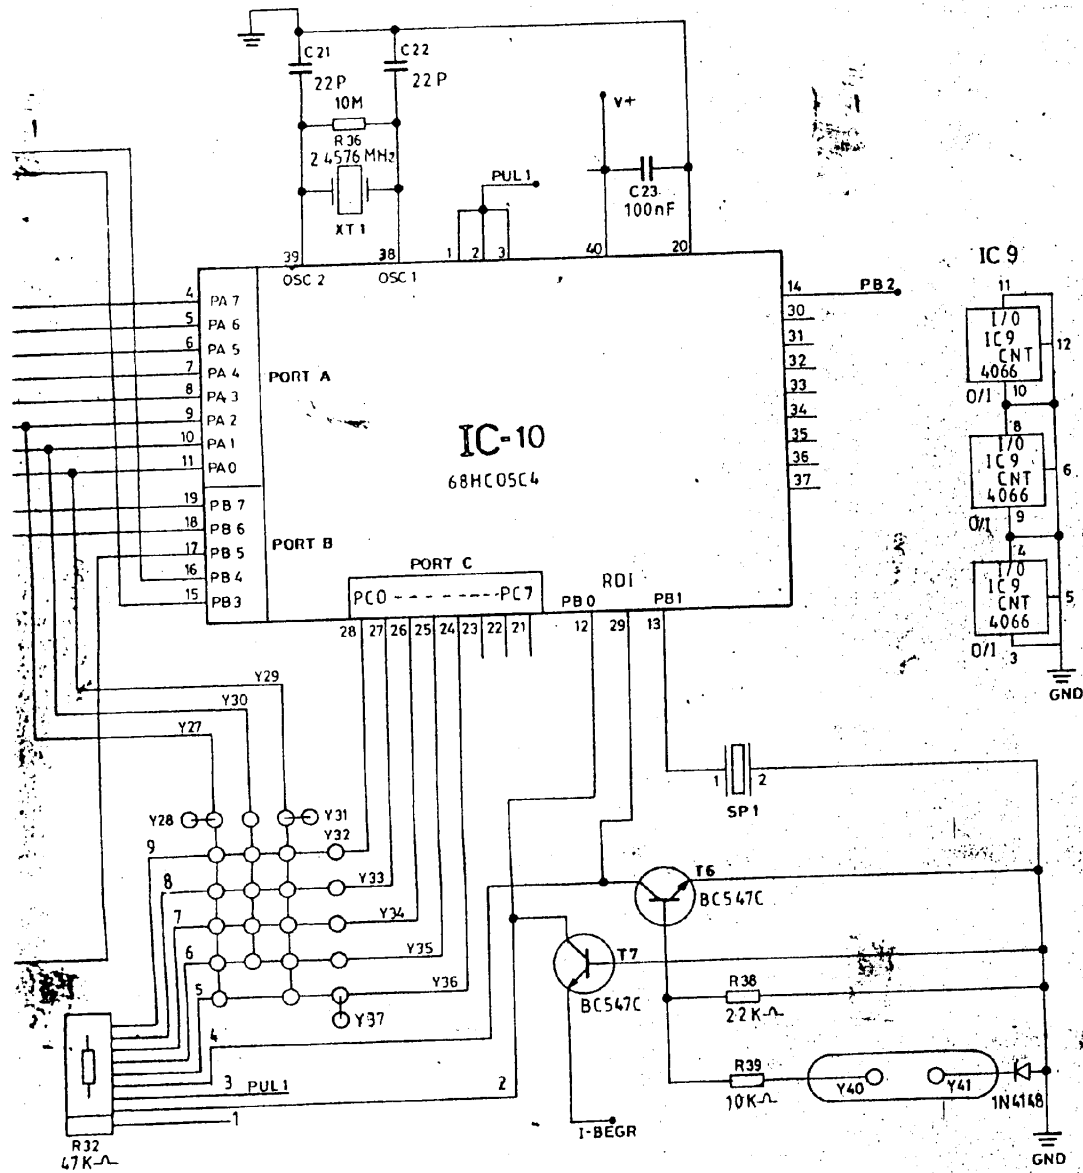 C21
22P
C22
22P
10M
R36
2.4576 MHz
XT1
V+
C23
100nF
PUL1
39
38
1
2
3
40
20
OSC 2
OSC 1
IC 9
4
PA 7
5
PA 6
6
PA 5
7
PA 4
8
PA 3
9
PA 2
10
PA 1
11
PA 0
PORT A
19
PB 7
18
PB 6
17
PB 5
16
PB 4
15
PB 3
PORT B
IC-10
68HC05C4
14
PB2
30
31
32
33
34
35
36
37
11
I/O
IC9
CNT
4066
12
O/I
10
8
I/O
IC9
CNT
4066
6
O/I
9
4
I/O
IC9
CNT
4066
5
O/I
3
GND
PORT C
PC0 - - - - - - - PC7
RDI
PB0
PB1
28
27
26
25
24
23
22
21
12
29
13
Y29
Y30
Y27
Y28
Y31
Y32
Y33
Y34
Y35
Y36
Y37
9
8
7
6
5
4
3
PUL1
2
1
R32
47K Ω
1
2
SP1
T6
BC547C
T7
BC547C
R38
2.2K Ω
R39
10K Ω
Y40
Y41
1N4148
I-BEGR
GND